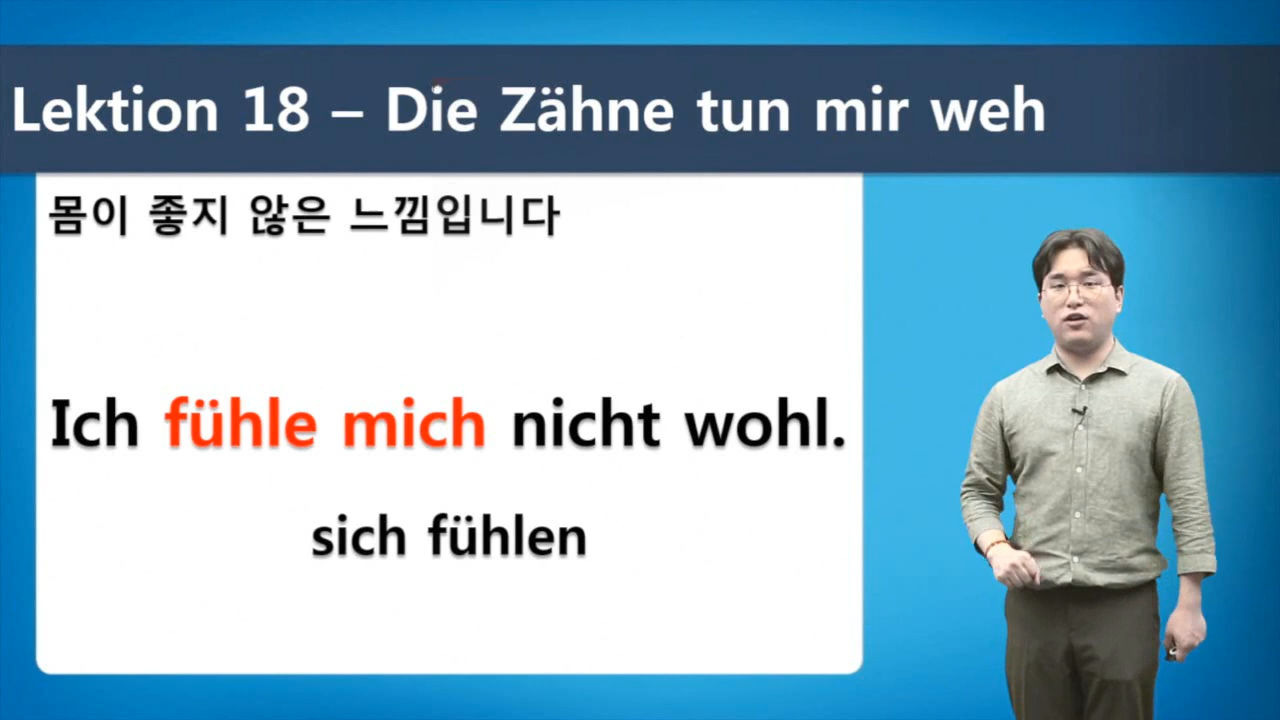 Lektion 18 – Die Zähne tun mir weh
몸이 좋지 않은 느낌입니다
Ich fühle mich nicht wohl.
sich fühlen